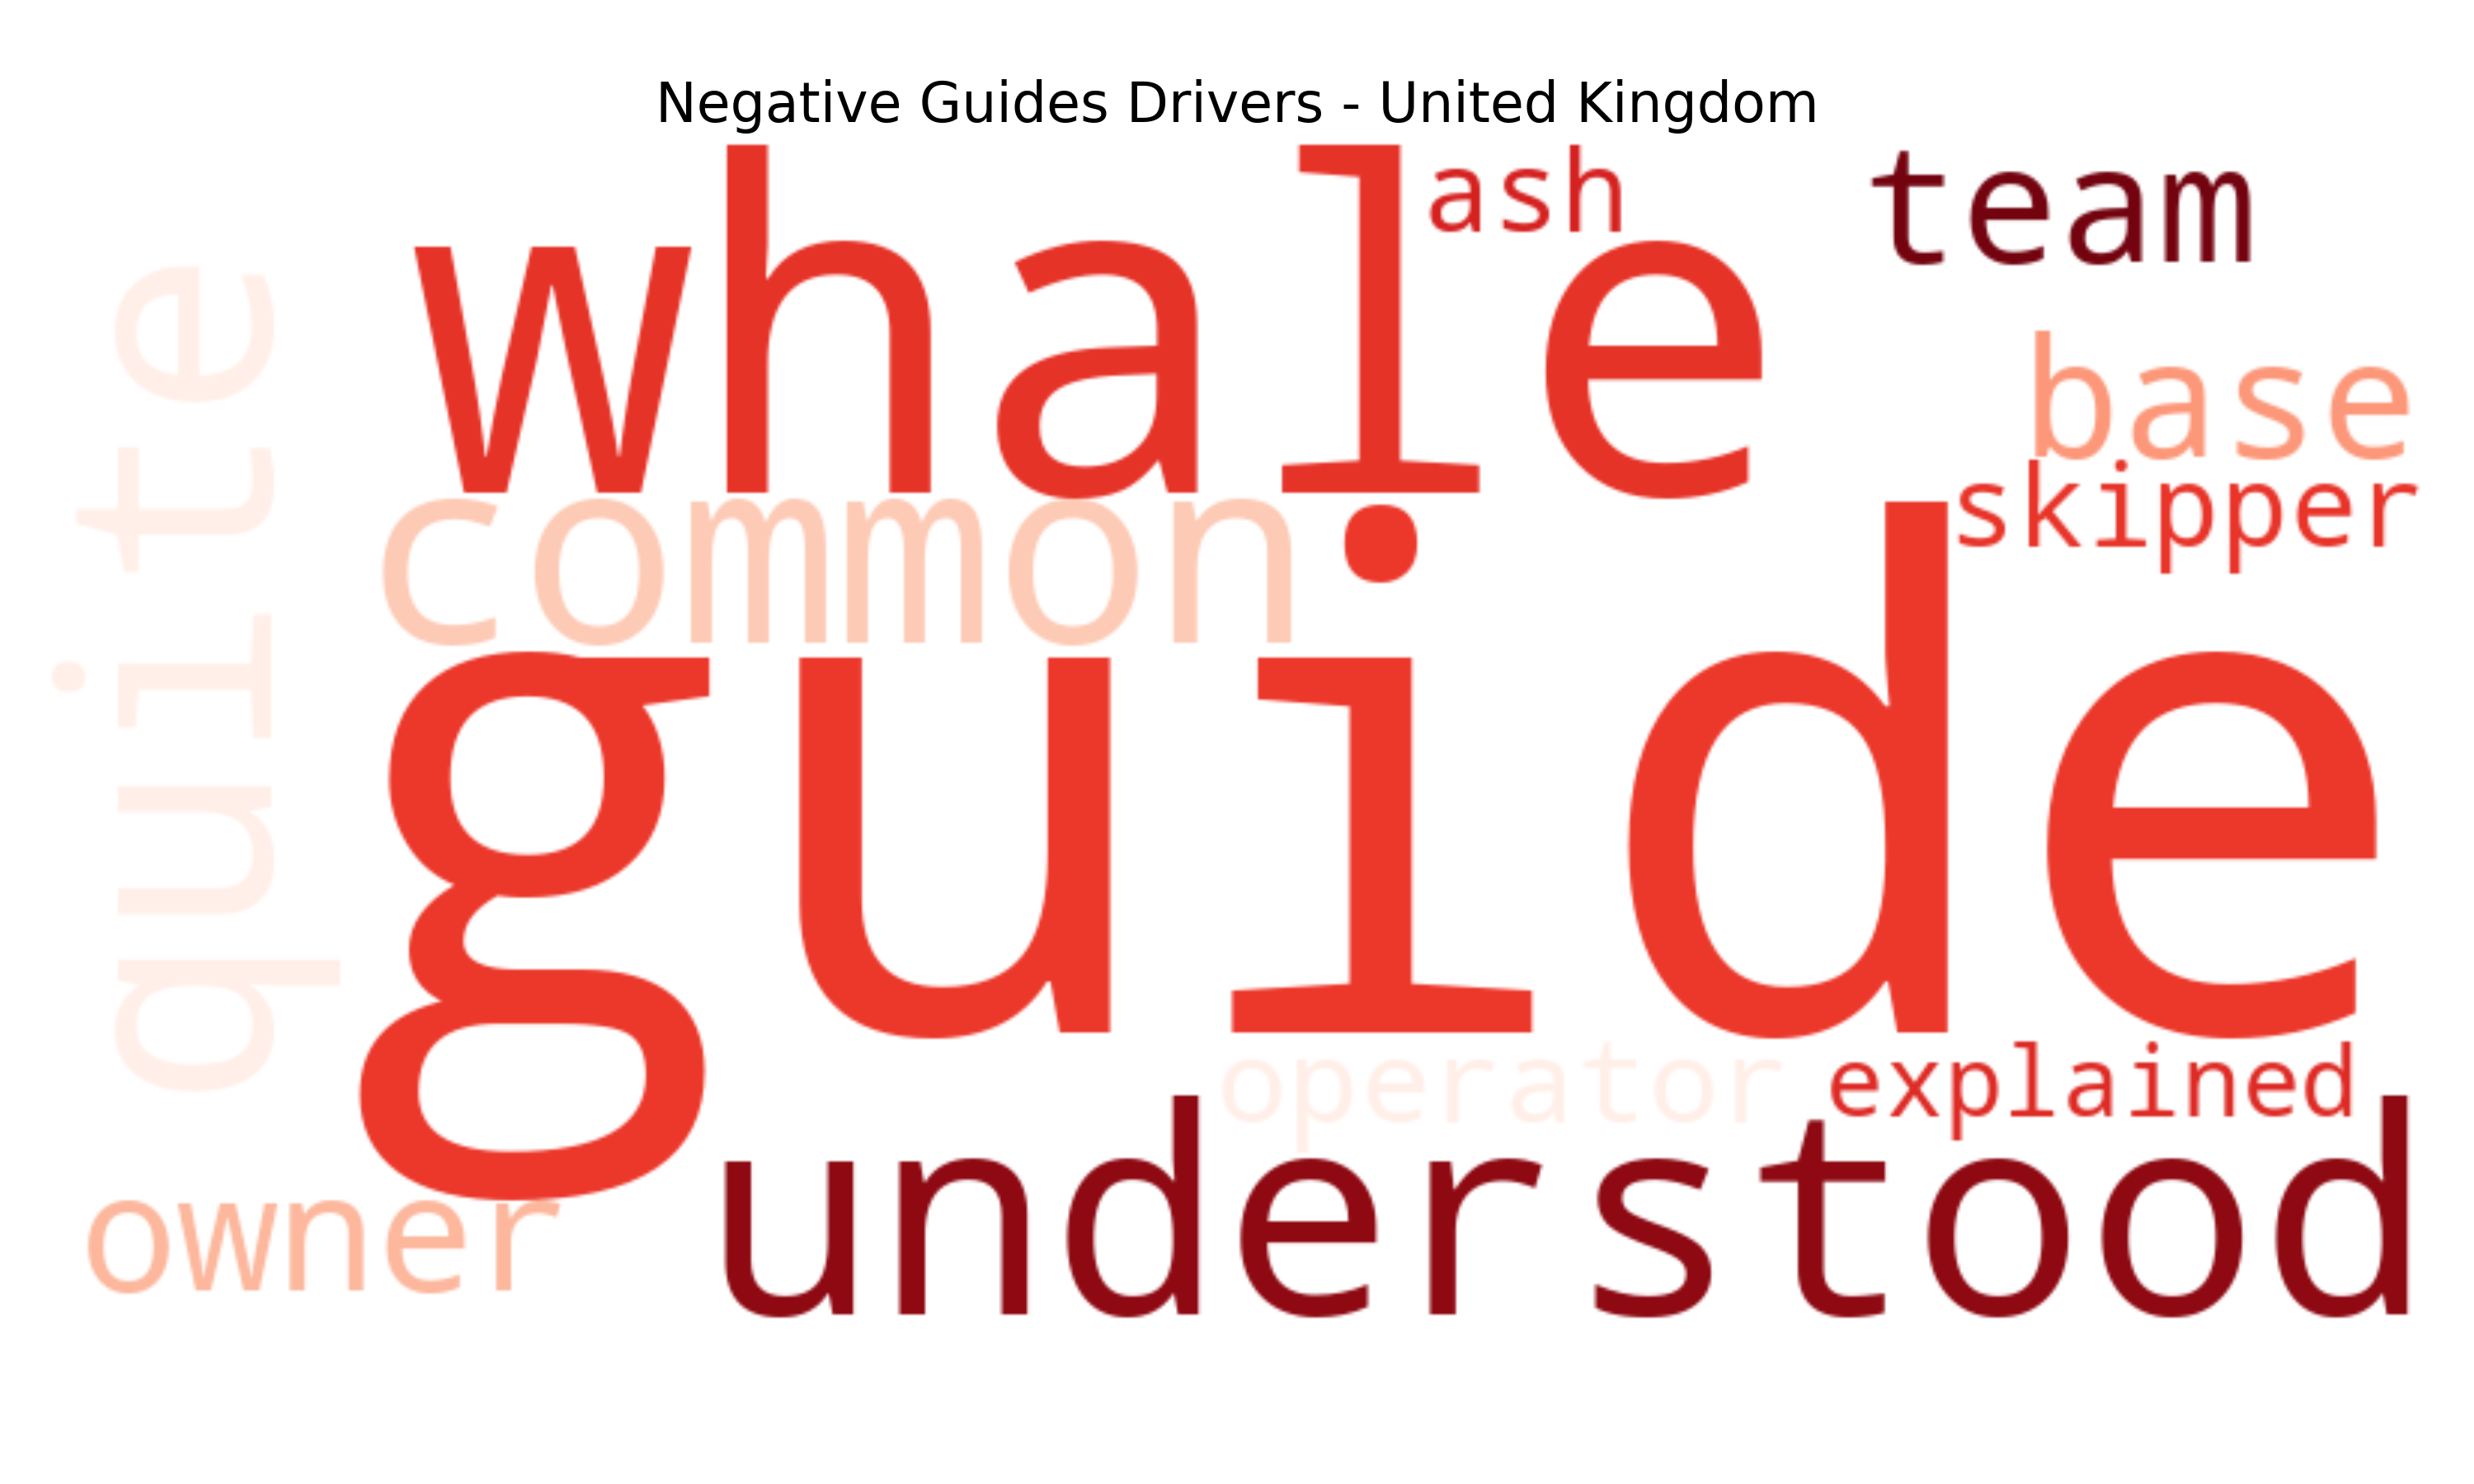 Negative Guides Drivers - United Kingdom
whale
ash
team
base
skipper
quite
common
guide
operator
explained
owner
understood